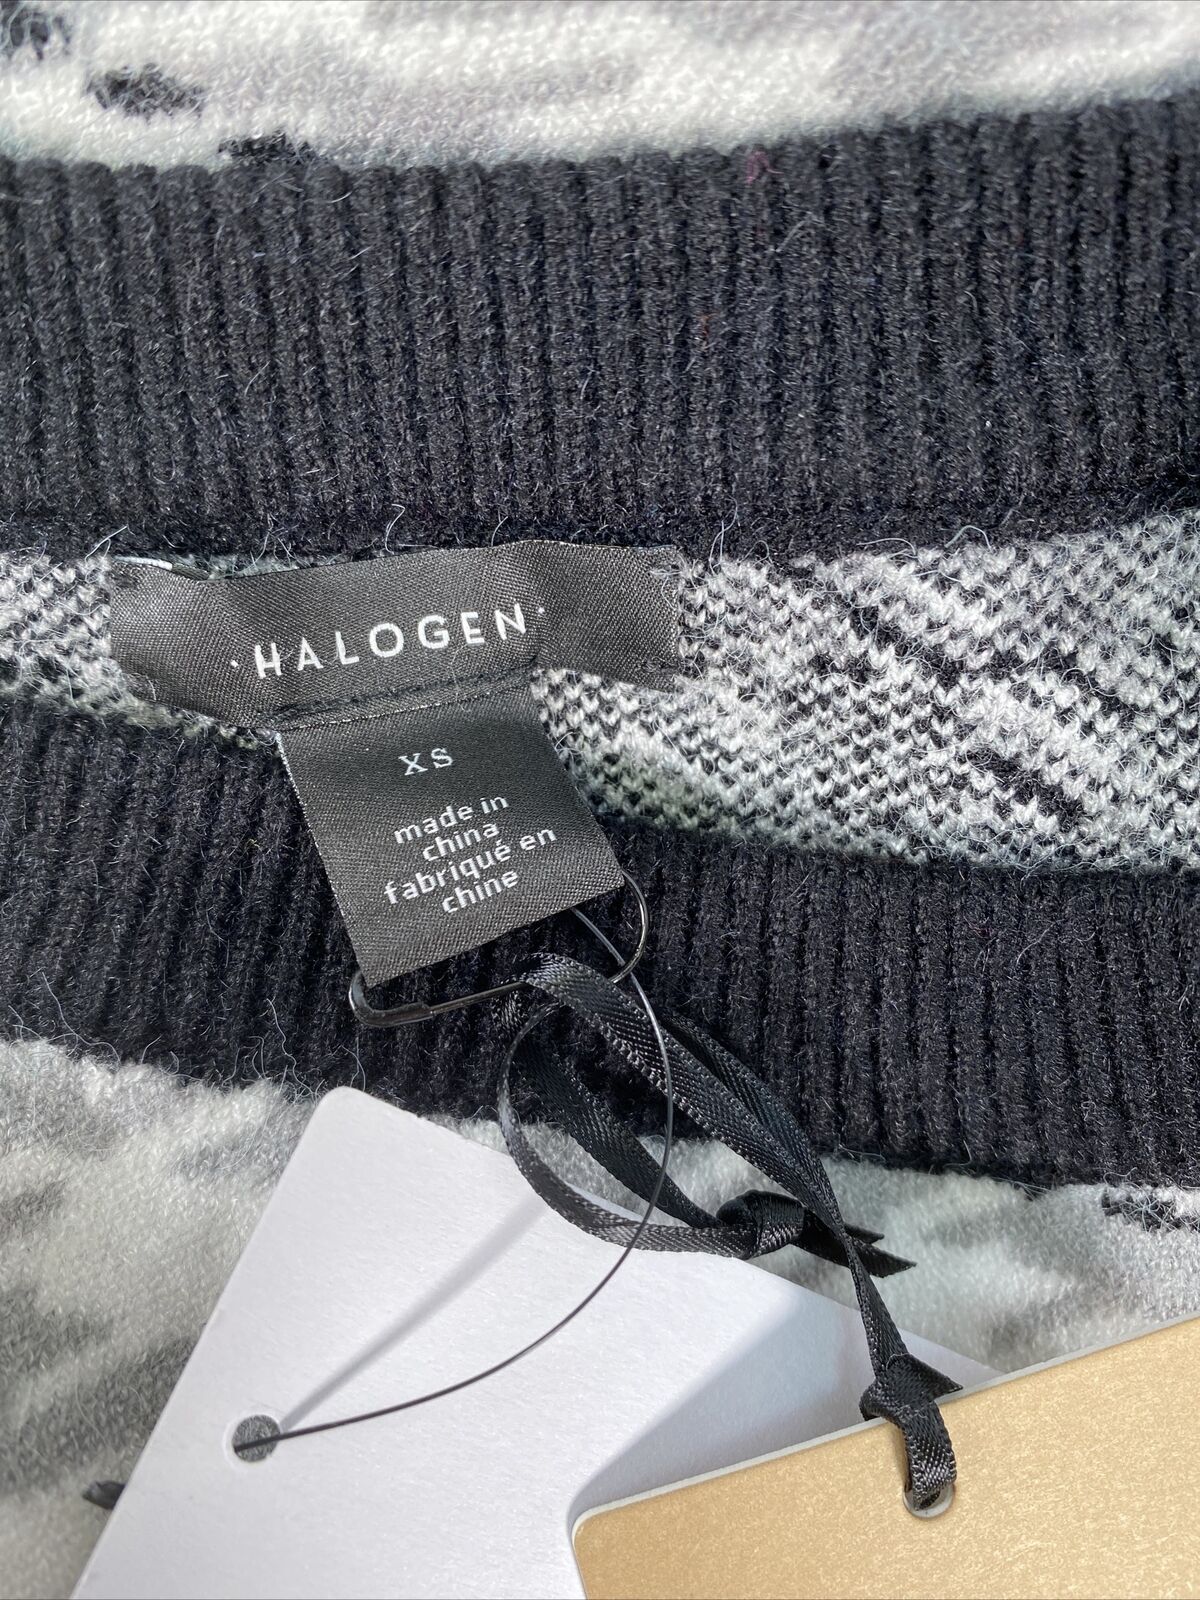 ·HALOGEN·
XS
made in
china
fabriqué en
chine